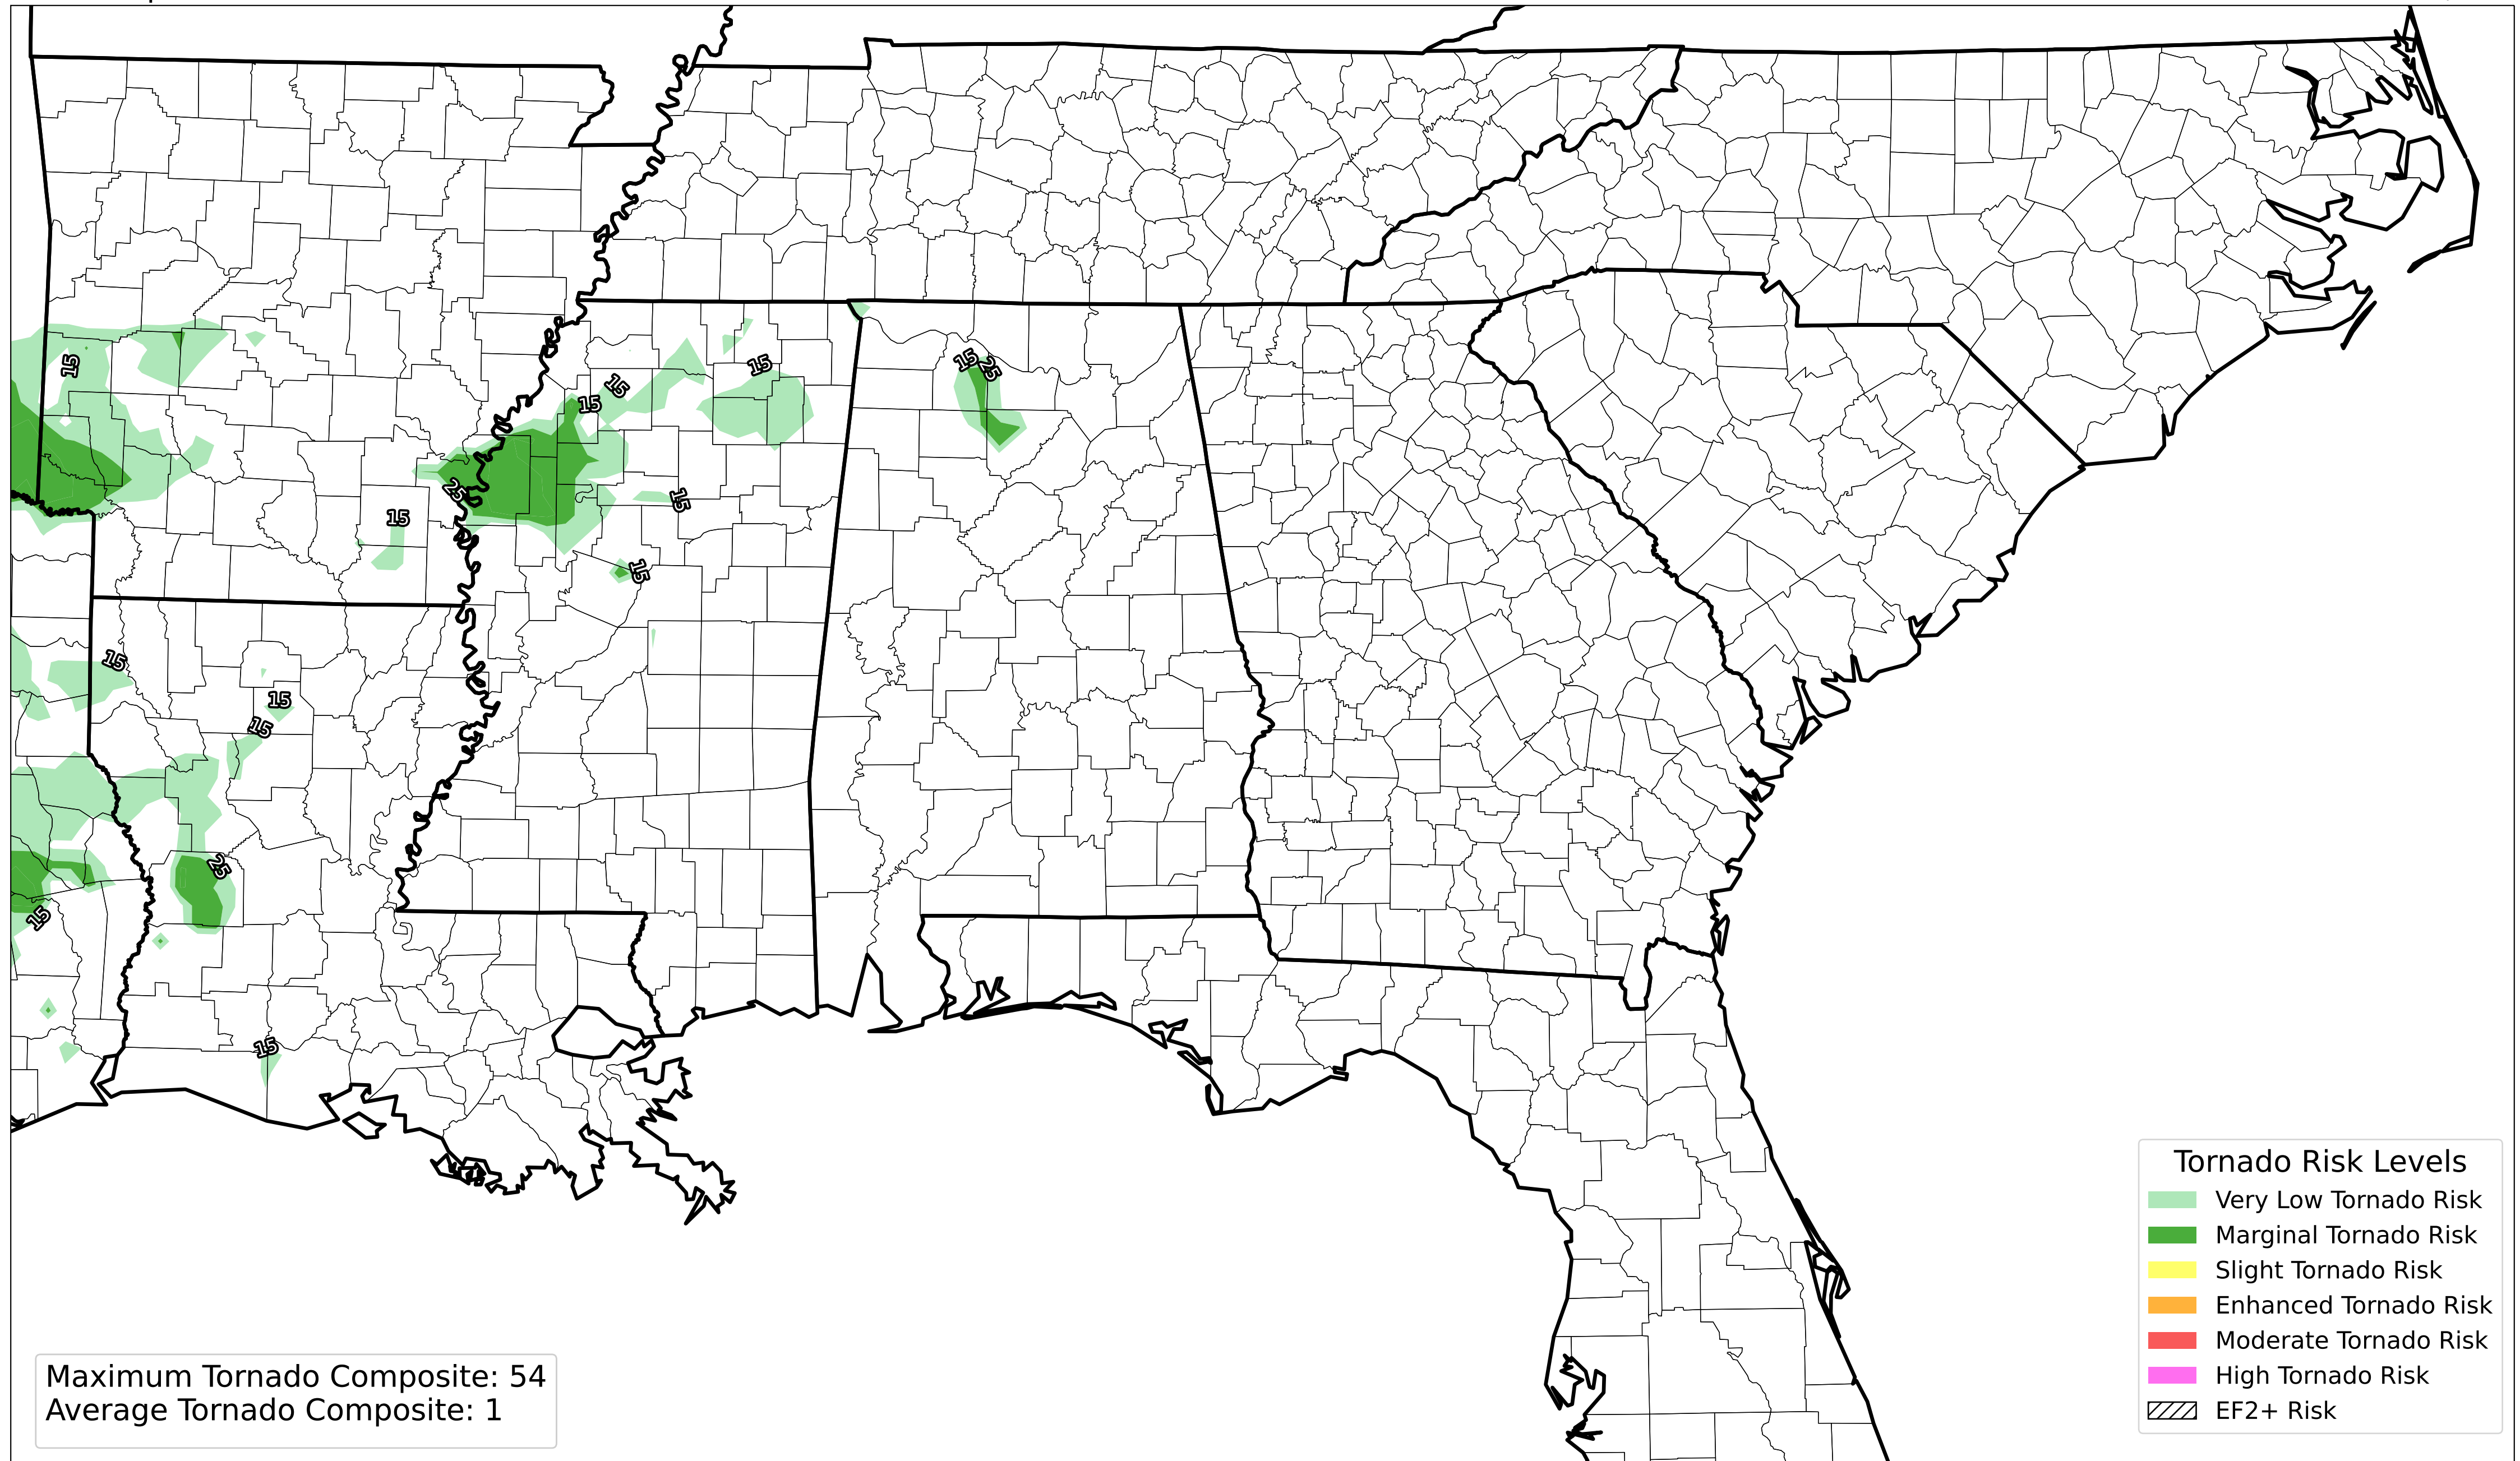 15
15
25
15
15
15
25
15
15
15
15
15
15
25
15
15
Tornado Risk Levels
Very Low Tornado Risk
Marginal Tornado Risk
Slight Tornado Risk
Enhanced Tornado Risk
Moderate Tornado Risk
High Tornado Risk
EF2+ Risk
Maximum Tornado Composite: 54
Average Tornado Composite: 1